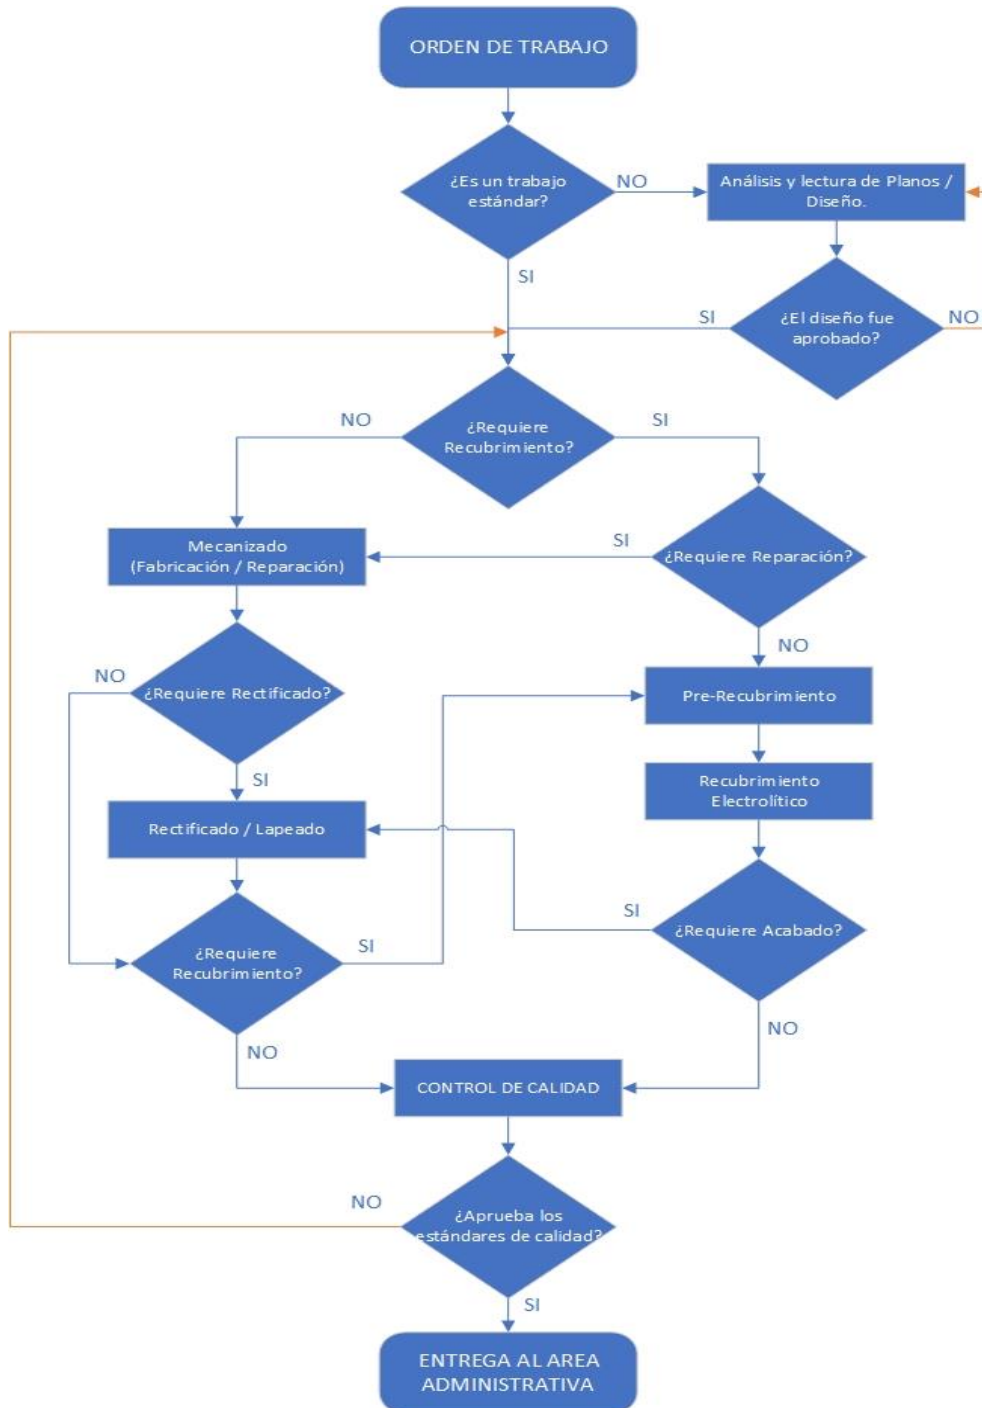 ORDEN DE TRABAJO
¿Es un trabajo
estándar?
NO
Análisis y lectura de Planos /
Diseño.
SI
SI
¿El diseño fue
aprobado?
NO
NO
¿Requiere
Recubrimiento?
SI
Mecanizado
(Fabricación / Reparación)
SI
¿Requiere Reparación?
NO
NO
¿Requiere Rectificado?
Pre-Recubrimiento
SI
Recubrimiento
Electrolítico
Rectificado / Lapeado
SI
¿Requiere Acabado?
¿Requiere
Recubrimiento?
SI
NO
NO
CONTROL DE CALIDAD
NO
¿Aprueba los
estándares de calidad?
SI
ENTREGA AL AREA
ADMINISTRATIVA